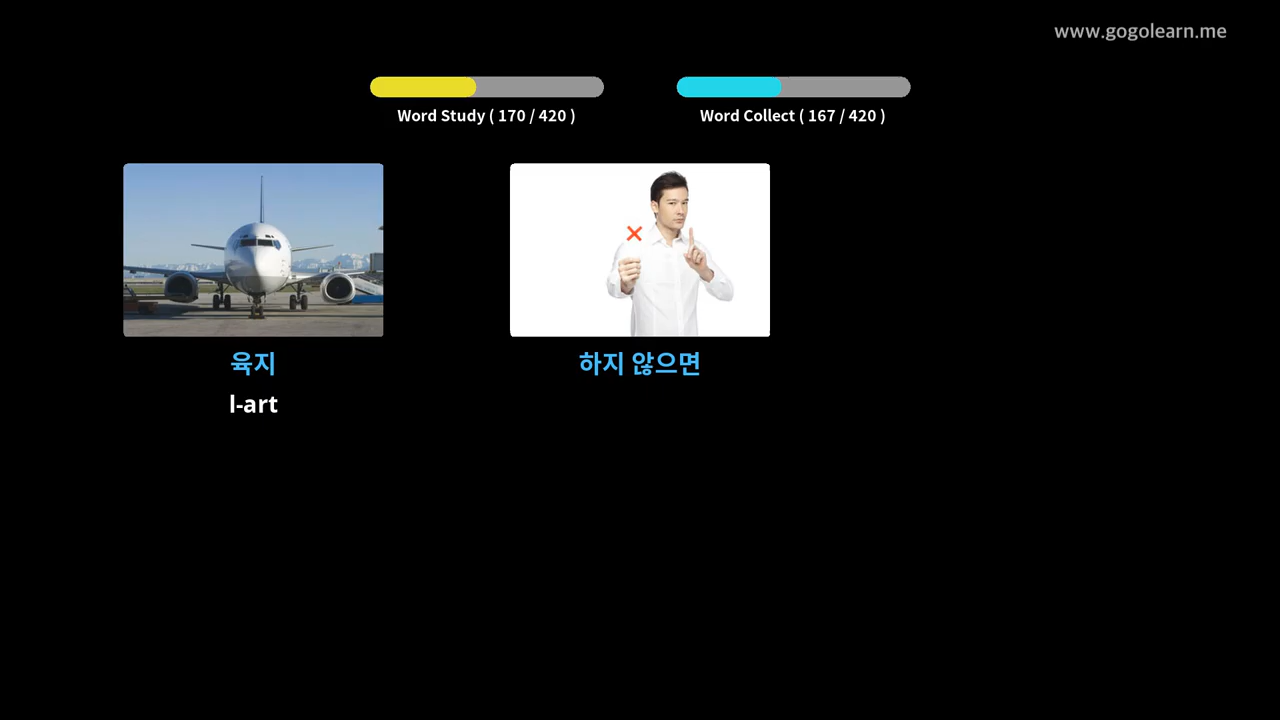 www.gogolearn.me
Word Study ( 170 / 420 )
Word Collect ( 167 / 420 )
육지
하지 않으면
l-art